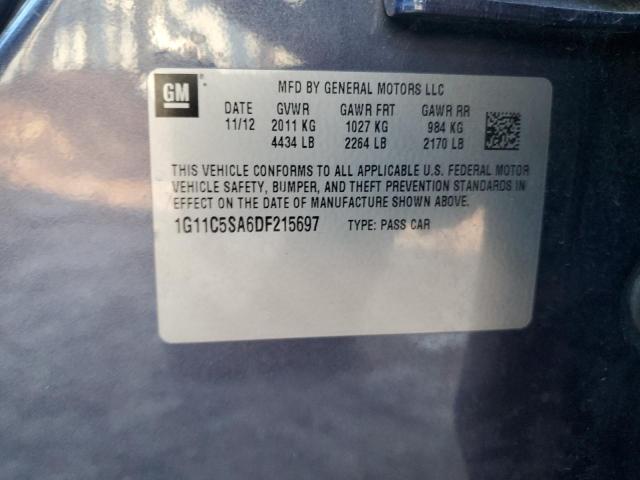 GM
MFD BY GENERAL MOTORS LLC
DATE GVWR GAWR FRT GAWR RR
11/12 2011 KG 1027 KG 984 KG
4434 LB 2264 LB 2170 LB
THIS VEHICLE CONFORMS TO ALL APPLICABLE U.S. FEDERAL MOTOR
VEHICLE SAFETY, BUMPER, AND THEFT PREVENTION STANDARDS IN
EFFECT ON THE DATE OF MANUFACTURE SHOWN ABOVE.
1G11C5SA6DF215697 TYPE: PASS CAR